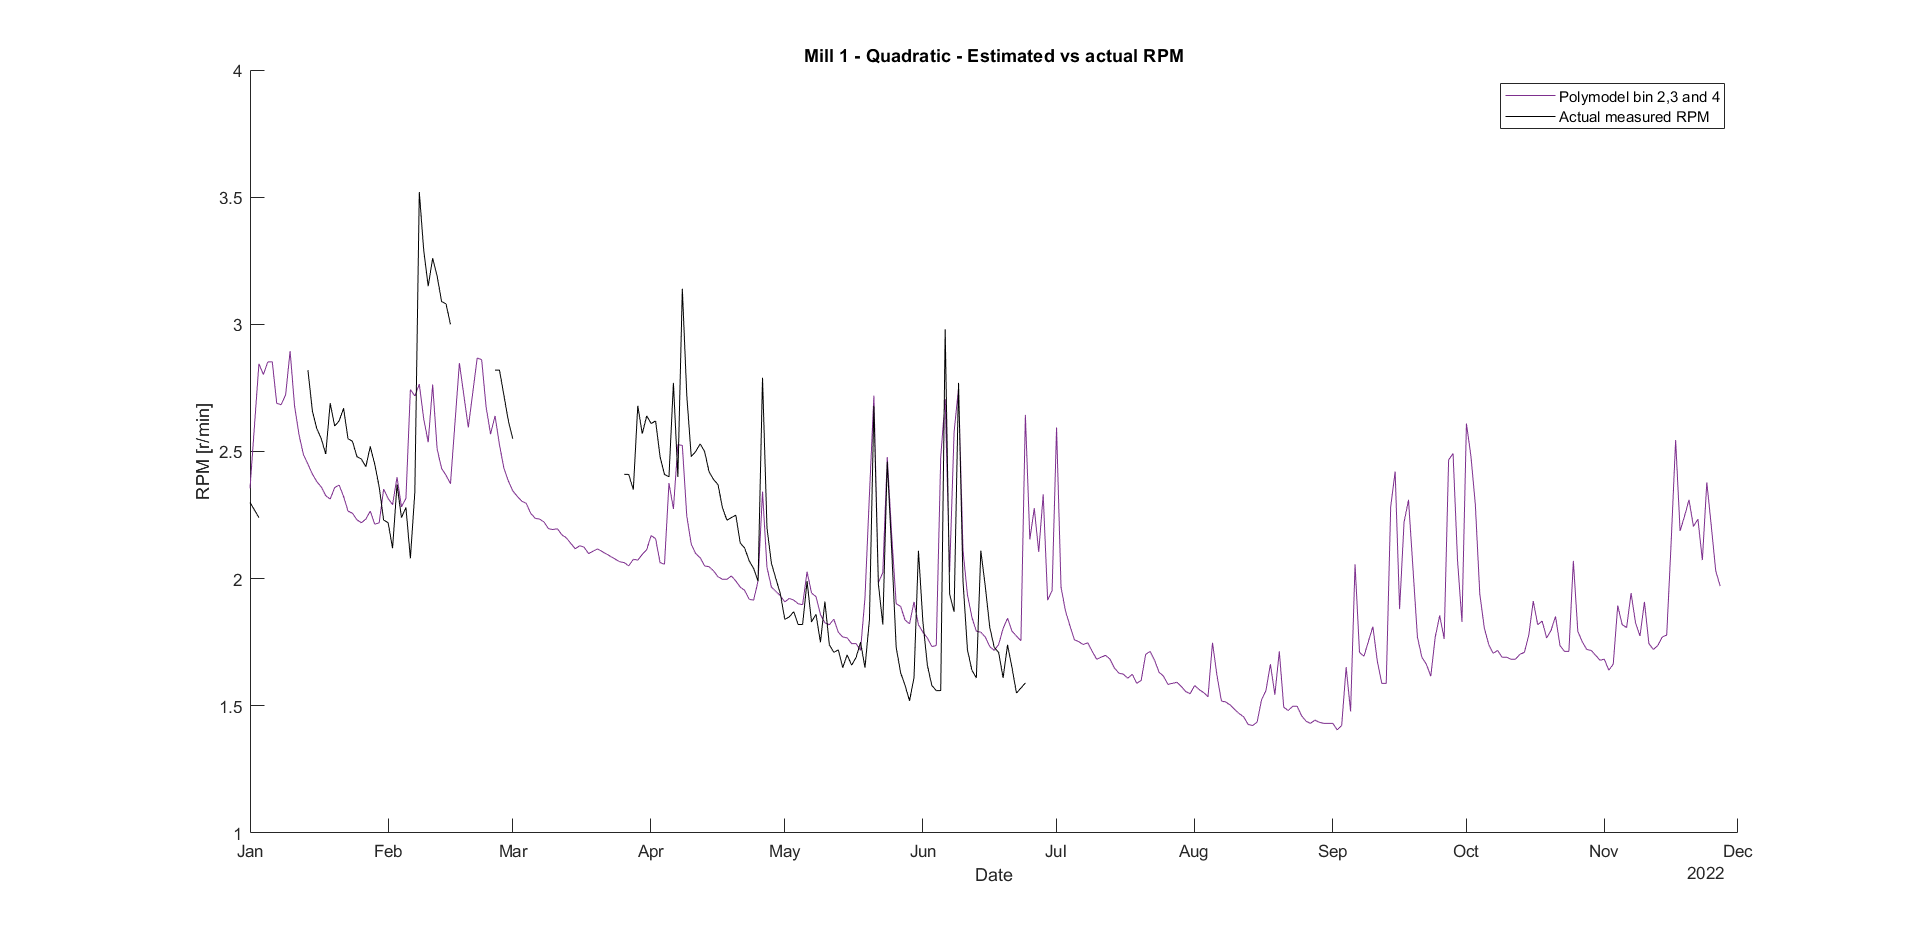 Mill 1 - Quadratic - Estimated vs actual RPM
Polymodel bin 2,3 and 4
Actual measured RPM
RPM [r/min]
4
3.5
3
2.5
2
1.5
1
Jan Feb Mar Apr May Jun Jul Aug Sep Oct Nov Dec
Date
2022